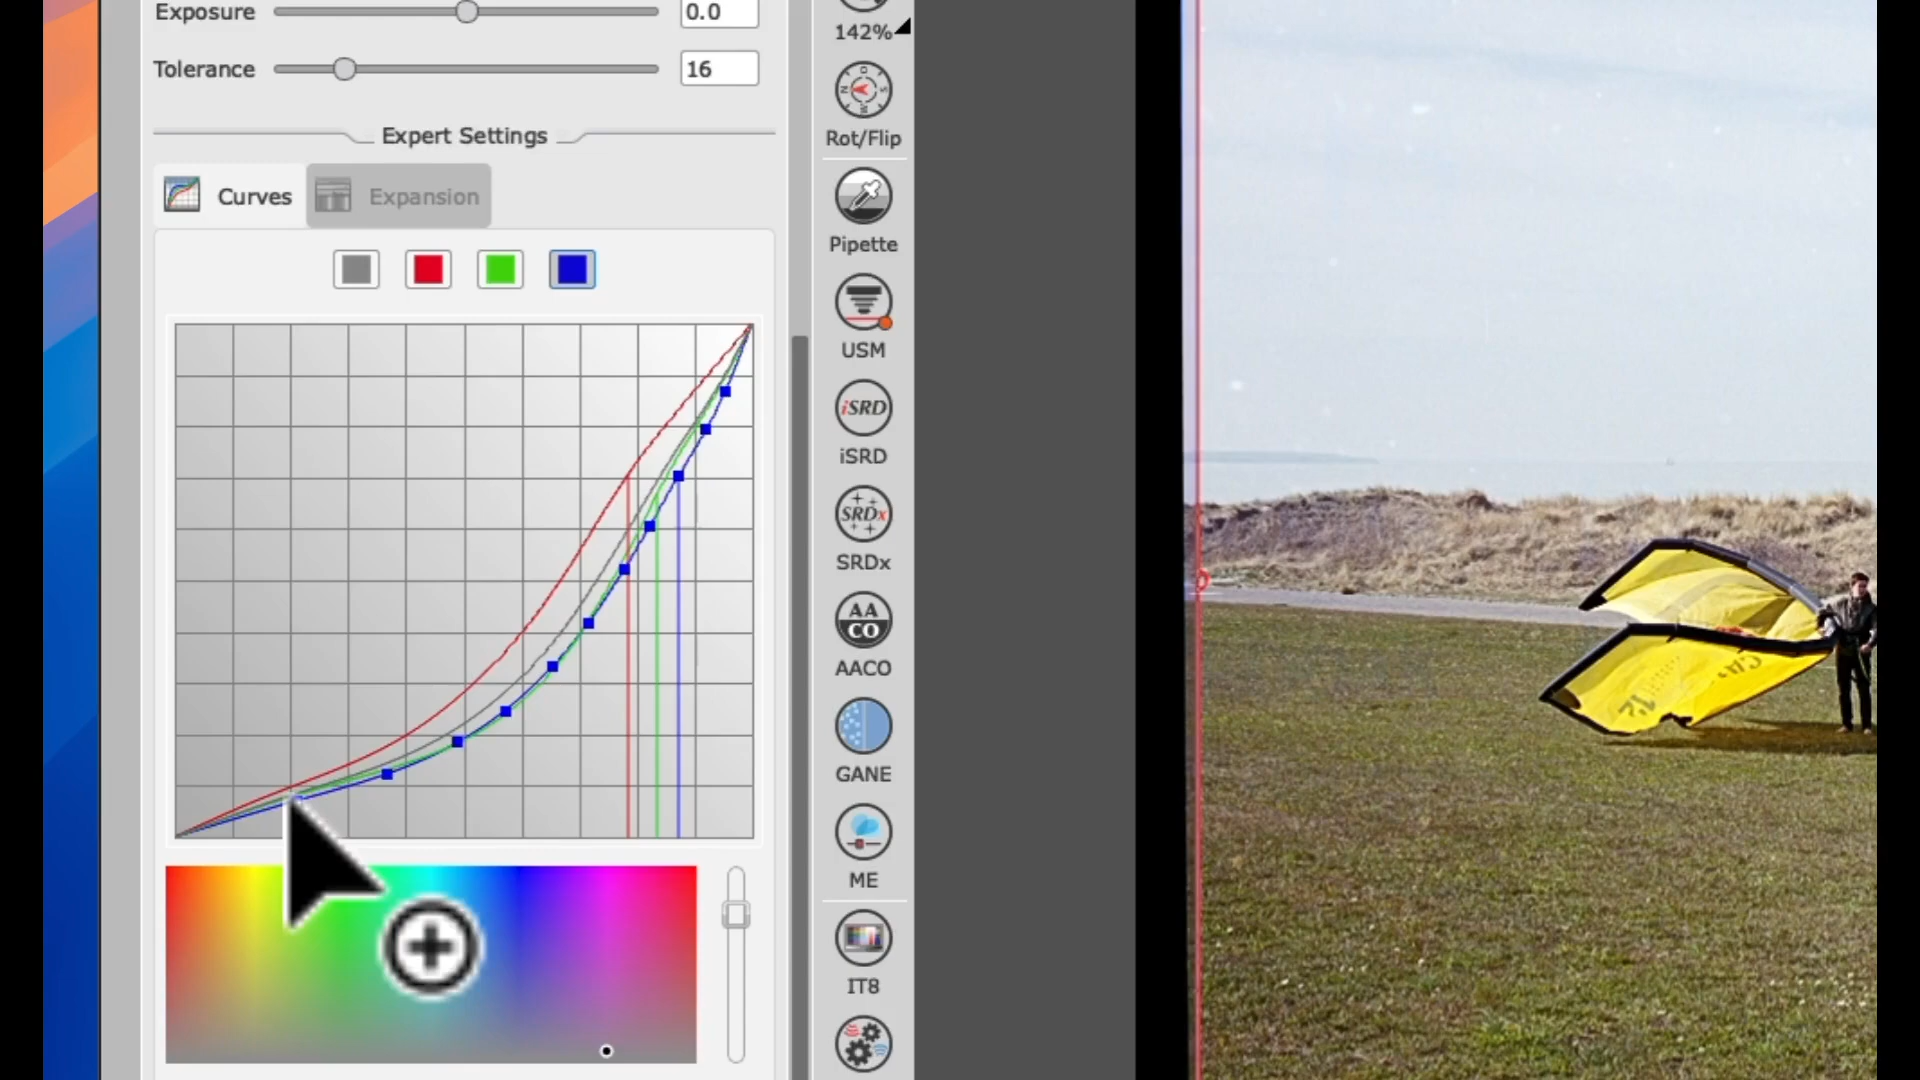 Exposure
0.0
Tolerance
16
Expert Settings
Curves
Expansion
142%
Rot/Flip
Pipette
USM
iSRD
iSRD
SRDx
SRDx
AA
CO
AACO
GANE
ME
IT8